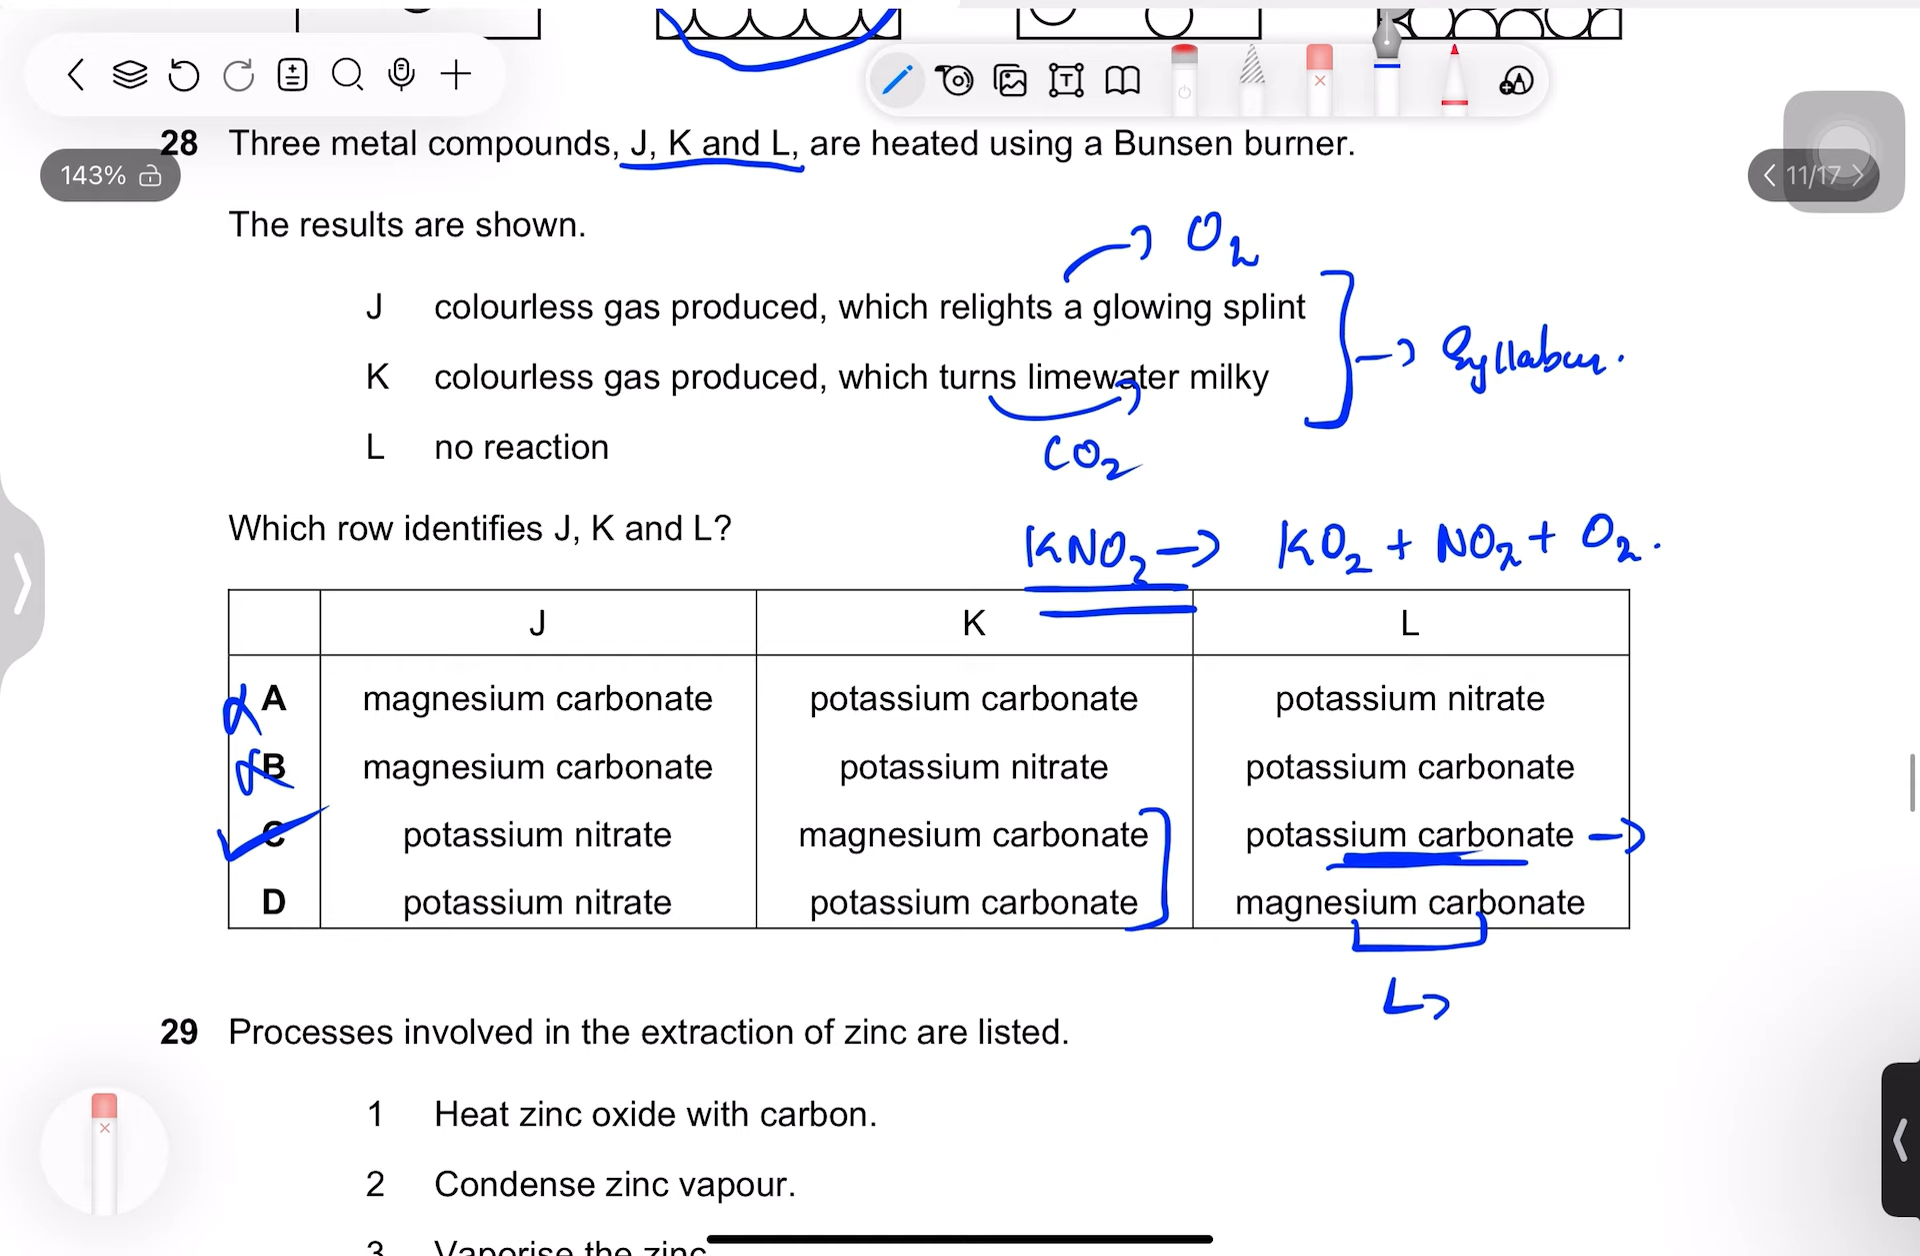 28 Three metal compounds, J, K and L, are heated using a Bunsen burner.
143%
< 11/17 >
The results are shown.
O2
J colourless gas produced, which relights a glowing splint
K colourless gas produced, which turns limewater milky
Syllabus.
L no reaction
CO2
Which row identifies J, K and L?
KNO3 → KO2 + NO2 + O2.
J K L
A magnesium carbonate potassium carbonate potassium nitrate
B magnesium carbonate potassium nitrate potassium carbonate
C potassium nitrate magnesium carbonate potassium carbonate →
D potassium nitrate potassium carbonate magnesium carbonate
29 Processes involved in the extraction of zinc are listed.
1 Heat zinc oxide with carbon.
2 Condense zinc vapour.
3 Vaporise the zinc